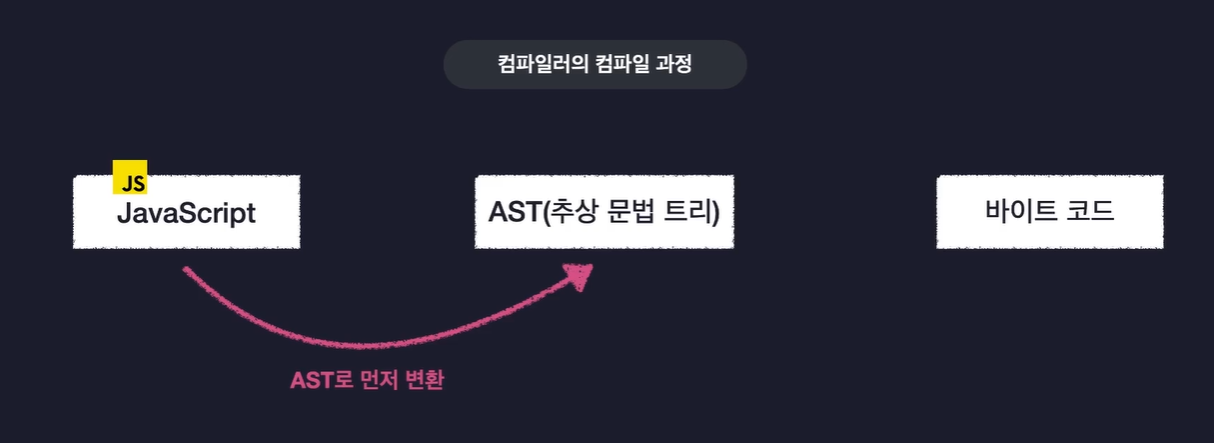 컴파일러의 컴파일 과정
JS
JavaScript
AST(추상 문법 트리)
바이트 코드
AST로 먼저 변환